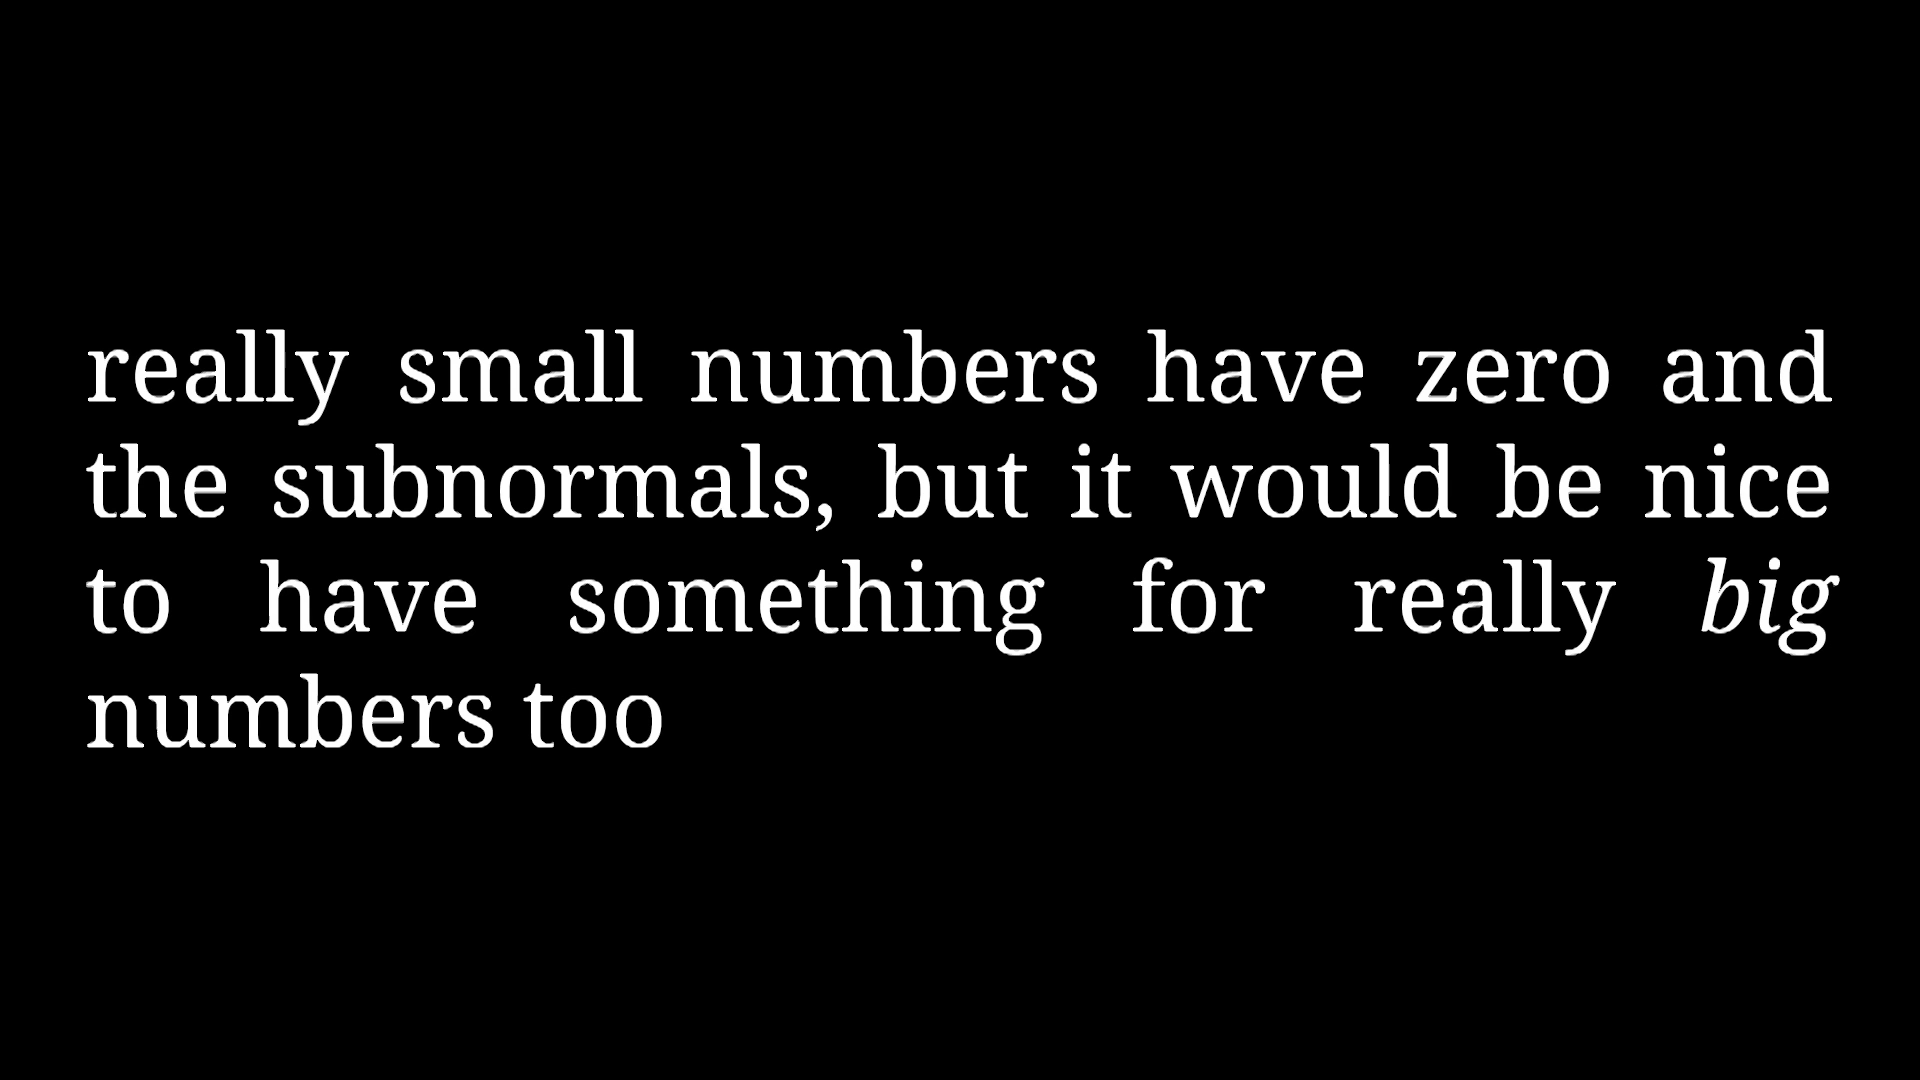 really small numbers have zero and
the subnormals, but it would be nice
to have something for really big
numbers too